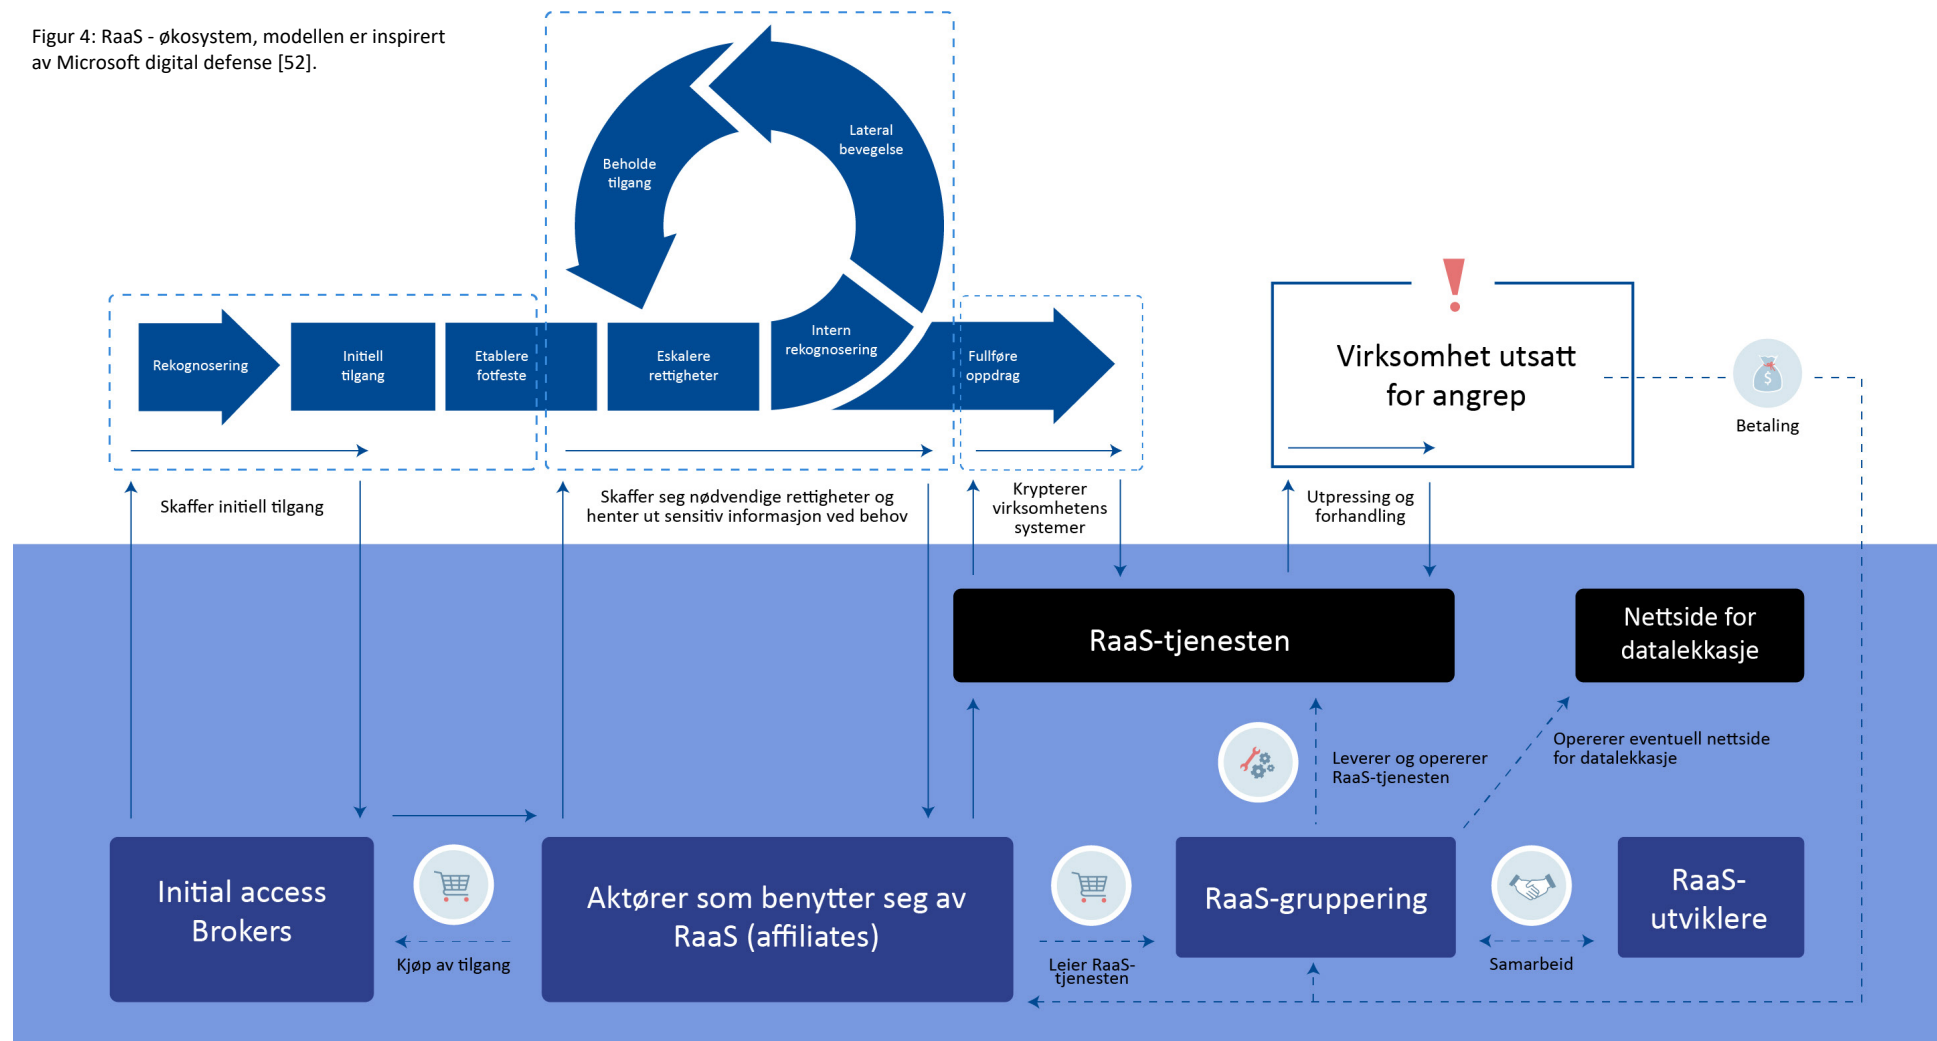 Figur 4: RaaS - økosystem, modellen er inspirert
av Microsoft digital defense [52].
Lateral
bevegelse
Beholde
tilgang
Rekognosering
Initiell
tilgang
Etablere
fotfeste
Eskalere
rettigheter
Intern
rekognosering
Fullføre
oppdrag
Virksomhet utsatt
for angrep
$
Betaling
Skaffer initiell tilgang
Skaffer seg nødvendige rettigheter og
henter ut sensitiv informasjon ved behov
Krypterer
virksomhetens
systemer
Utpressing og
forhandling
RaaS-tjenesten
Nettside for
datalekkasje
Leverer og opererer
RaaS-tjenesten
Opererer eventuell nettside
for datalekkasje
Initial access
Brokers
Kjøp av tilgang
Aktører som benytter seg av
RaaS (affiliates)
Leier RaaS-
tjenesten
RaaS-gruppering
Samarbeid
RaaS-
utviklere